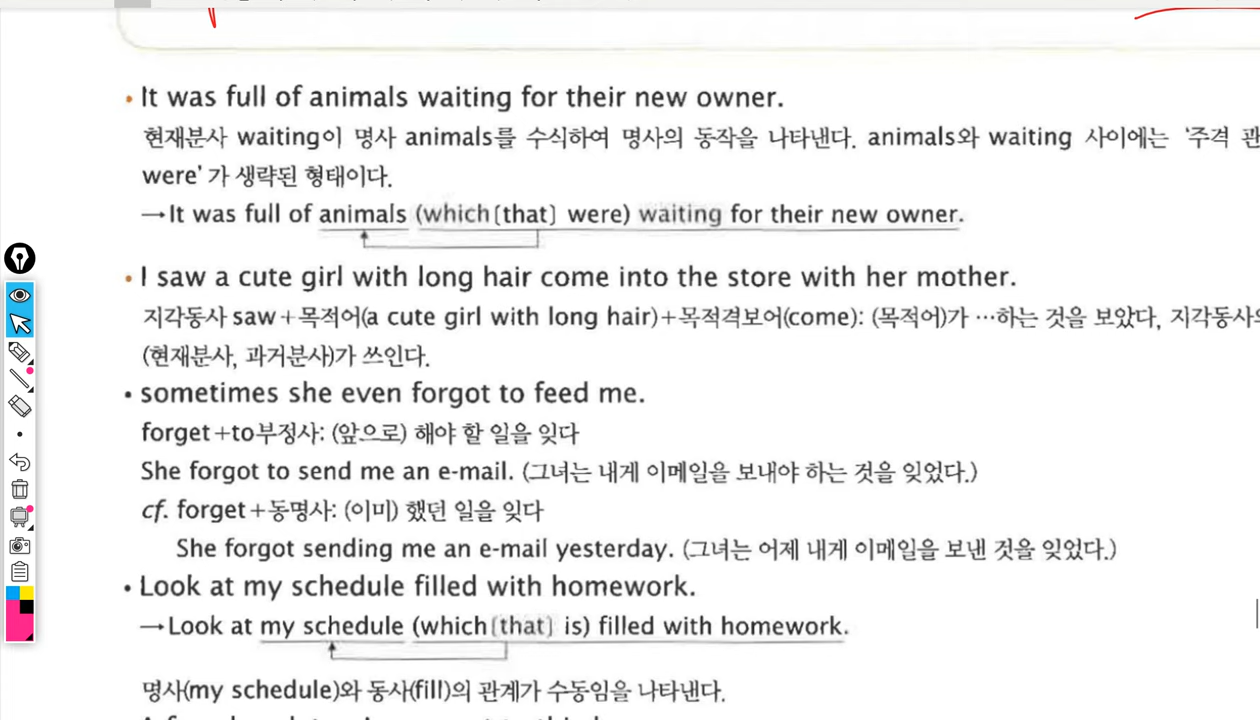 • It was full of animals waiting for their new owner.
현재분사 waiting이 명사 animals를 수식하여 명사의 동작을 나타낸다. animals와 waiting 사이에는 '주격 관
were'가 생략된 형태이다.
→It was full of animals (which[that] were) waiting for their new owner.
• I saw a cute girl with long hair come into the store with her mother.
지각동사 saw+목적어(a cute girl with long hair)+목적격보어(come): (목적어)가 …하는 것을 보았다, 지각동사의
(현재분사, 과거분사)가 쓰인다.
• sometimes she even forgot to feed me.
forget+to부정사: (앞으로) 해야 할 일을 잊다
She forgot to send me an e-mail. (그녀는 내게 이메일을 보내야 하는 것을 잊었다.)
cf. forget+동명사: (이미) 했던 일을 잊다
She forgot sending me an e-mail yesterday. (그녀는 어제 내게 이메일을 보낸 것을 잊었다.)
• Look at my schedule filled with homework.
→Look at my schedule (which[that] is) filled with homework.
명사(my schedule)와 동사(fill)의 관계가 수동임을 나타낸다.